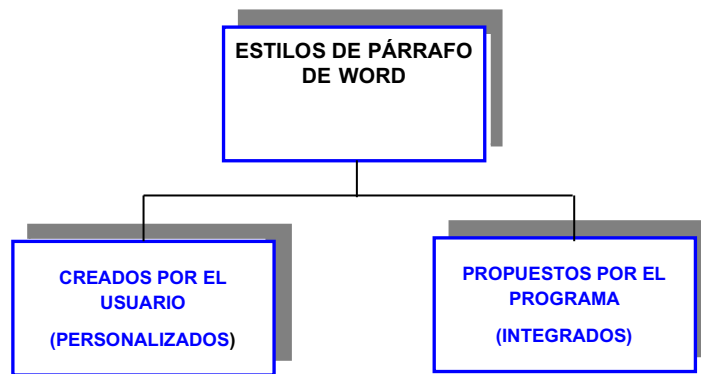 ESTILOS DE PÁRRAFO
DE WORD
CREADOS POR EL
USUARIO
(PERSONALIZADOS)
PROPUESTOS POR EL
PROGRAMA
(INTEGRADOS)